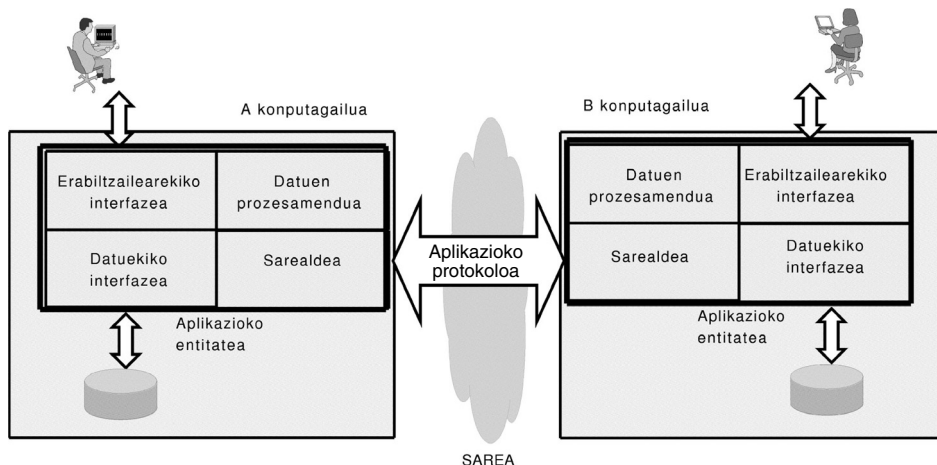 A konputagailua
Erabiltzailearekiko
interfazea
Datuen
prozesamendua
Datuekiko
interfazea
Sarealdea
Aplikazioko
entitatea
Aplikazioko
protokoloa
SAREA
B konputagailua
Datuen
prozesamendua
Erabiltzailearekiko
interfazea
Sarealdea
Datuekiko
interfazea
Aplikazioko
entitatea